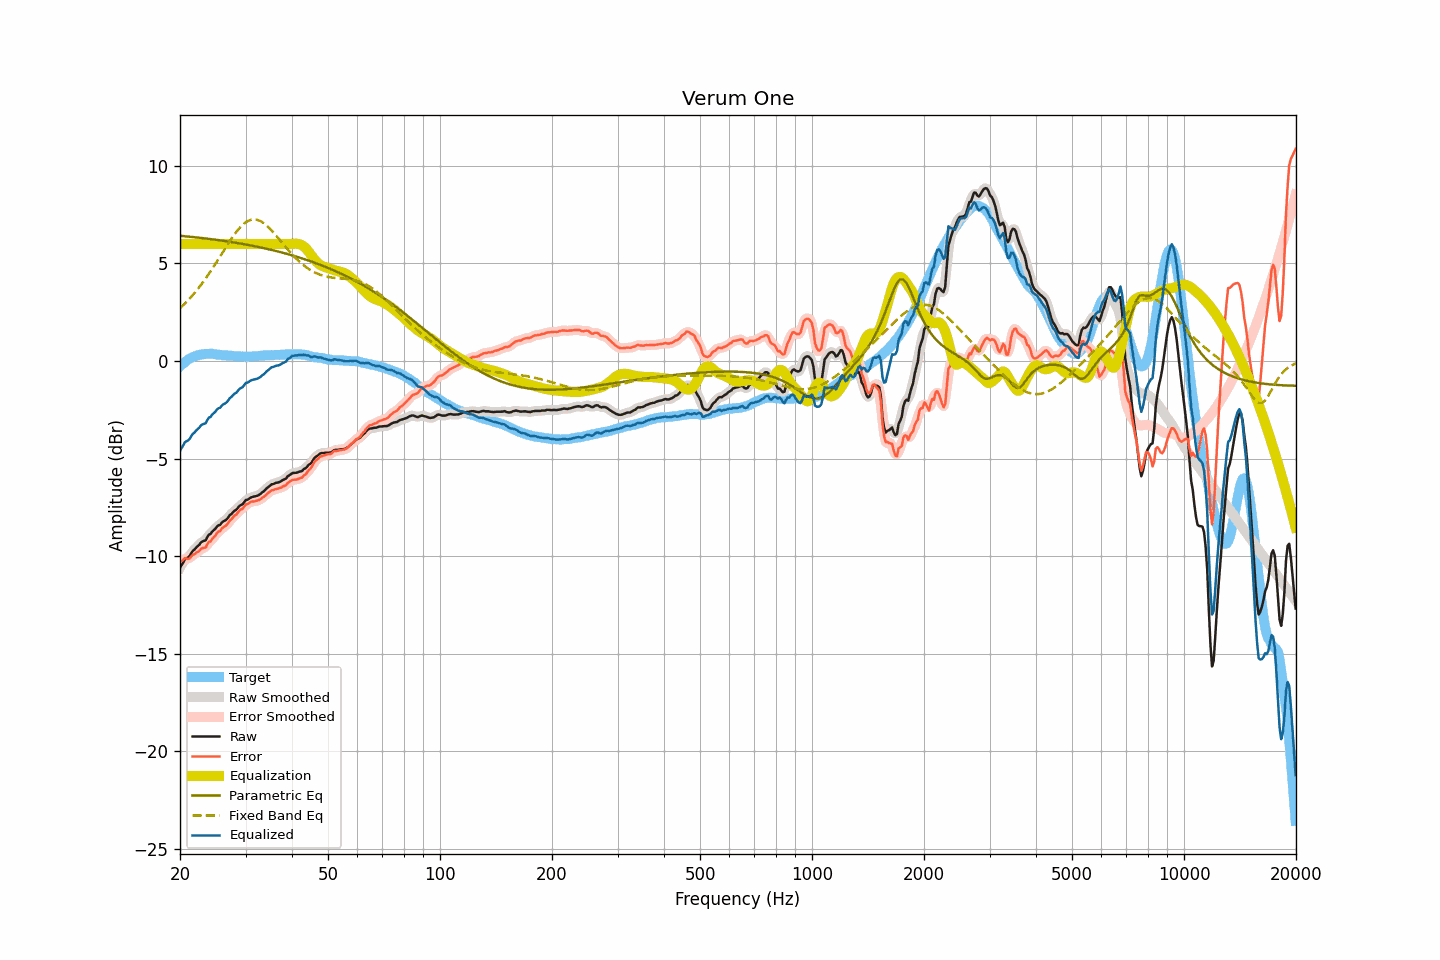 Verum One
Amplitude (dBr)
10
5
0
−5
−10
−15
−20
−25
Target
Raw Smoothed
Error Smoothed
Raw
Error
Equalization
Parametric Eq
Fixed Band Eq
Equalized
20 50 100 200 500 1000 2000 5000 10000 20000
Frequency (Hz)